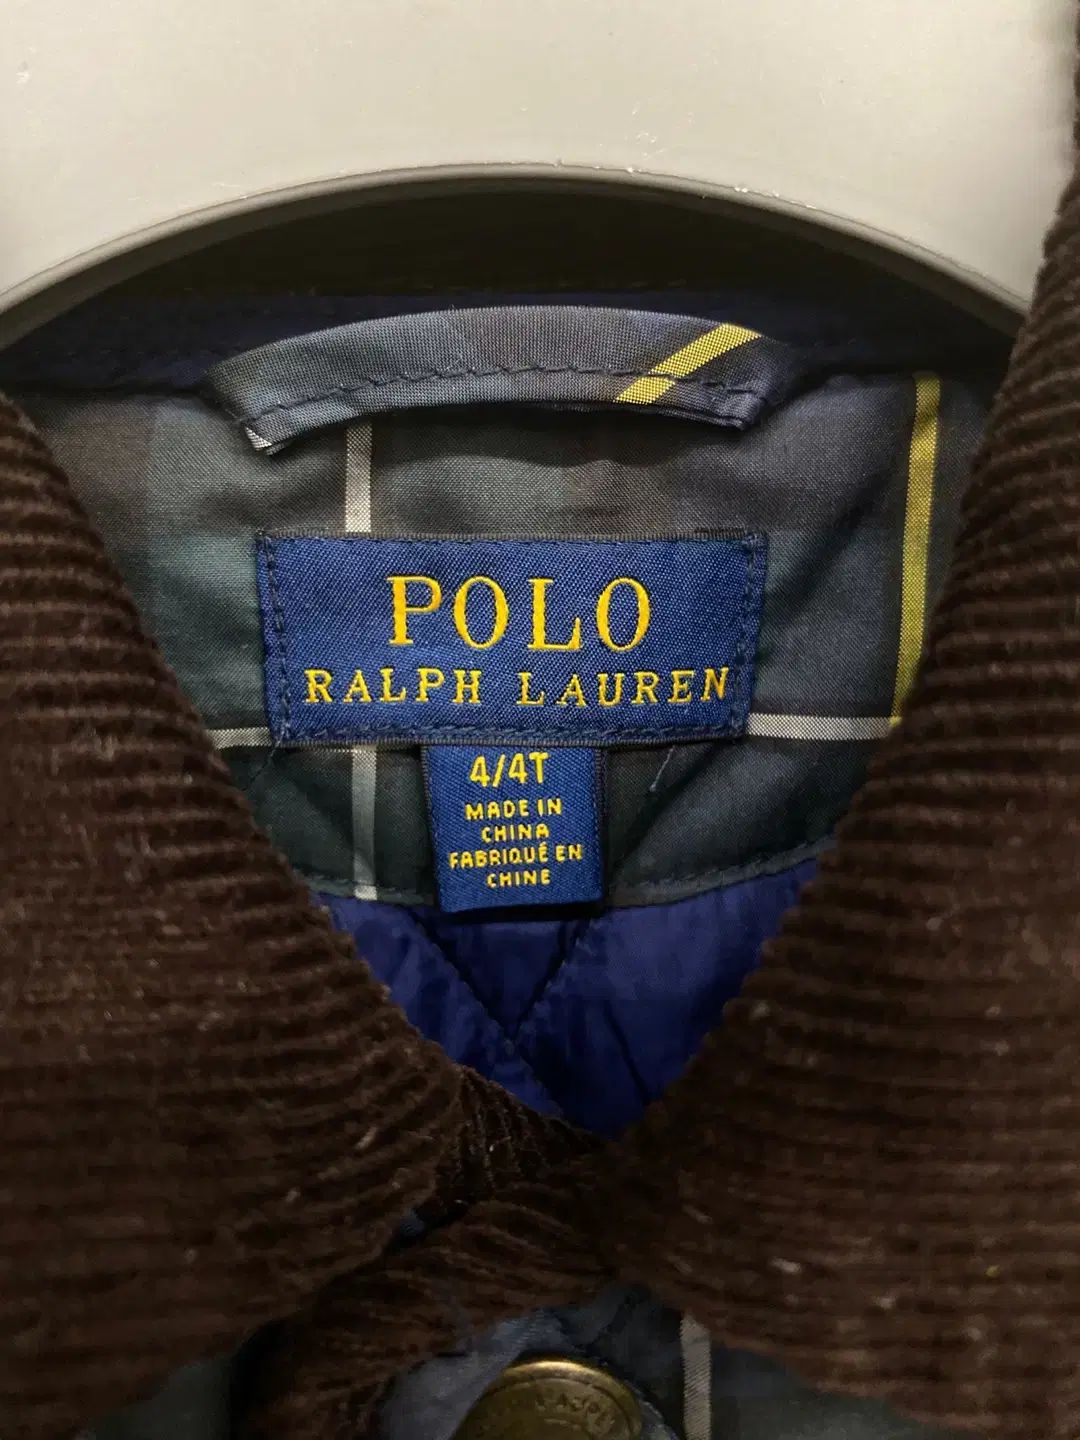 POLO
RALPH LAUREN
4/4T
MADE IN
CHINA
FABRIQUÉ EN
CHINE